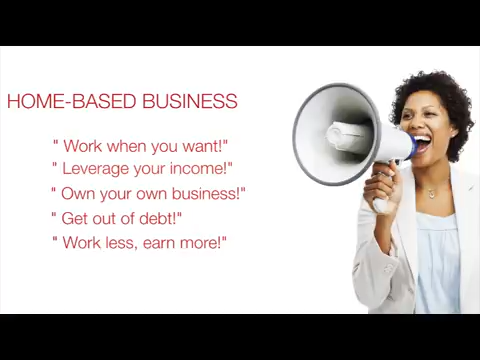 HOME-BASED BUSINESS
" Work when you want!"
" Leverage your income!"
" Own your own business!"
" Get out of debt!"
" Work less, earn more!"